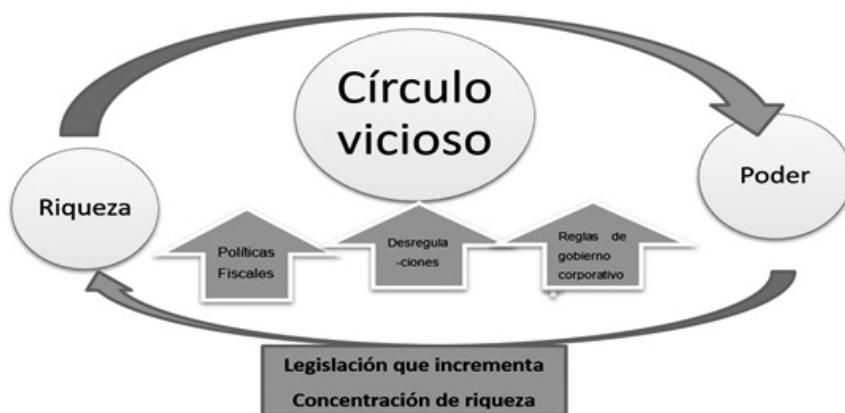 Círculo
vicioso
Riqueza
Poder
Políticas
Fiscales
Desregula
-ciones
Reglas de
gobierno
corporativo
Legislación que incrementa
Concentración de riqueza